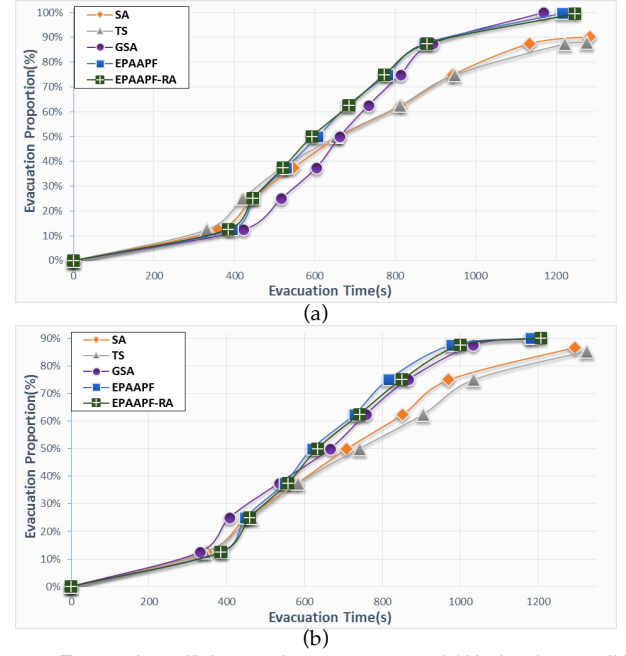 100%
90%
80%
70%
60%
50%
40%
30%
20%
10%
0%
Evacuation Proportion(%)
SA
TS
GSA
EPAAPF
EPAAPF-RA
0 200 400 600 800 1000 1200
Evacuation Time(s)
(a)
90%
80%
70%
60%
50%
40%
30%
20%
10%
0%
Evacuation Proportion(%)
SA
TS
GSA
EPAAPF
EPAAPF-RA
0 200 400 600 800 1000 1200
Evacuation Time(s)
(b)